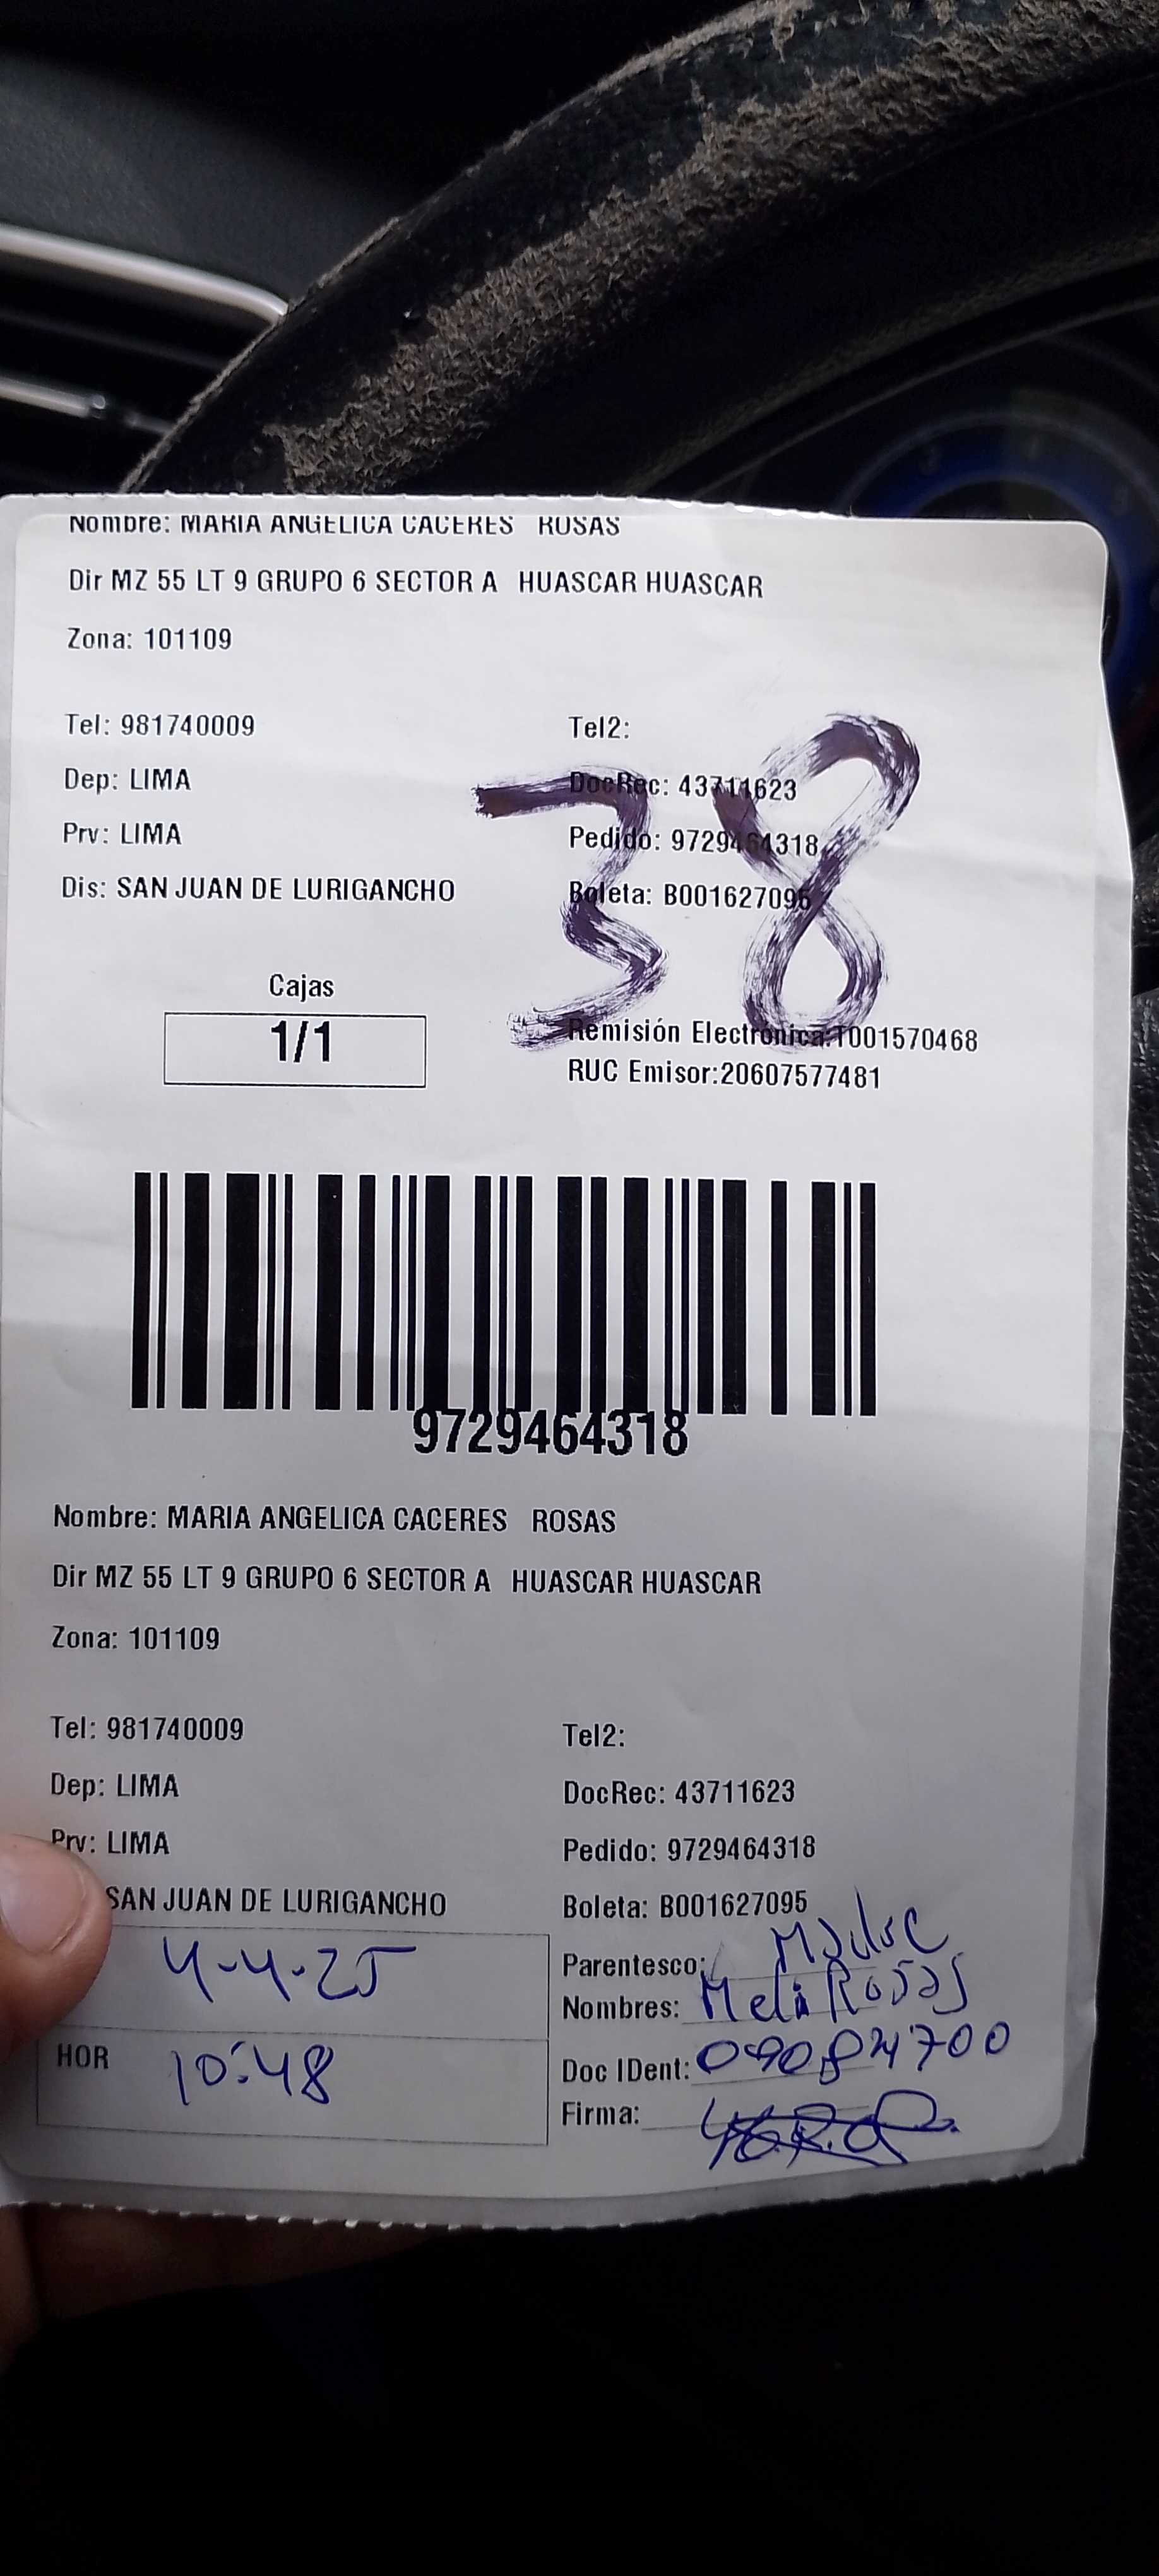 Nombre: MARIA ANGELICA CACERES ROSAS
Dir MZ 55 LT 9 GRUPO 6 SECTOR A HUASCAR HUASCAR
Zona: 101109
Tel: 981740009 Tel2:
Dep: LIMA DocRec: 43711623
Prv: LIMA Pedido: 9729464318
Dis: SAN JUAN DE LURIGANCHO Boleta: B001627095
38
Cajas
1/1
Remisión Electrónica:T001570468
RUC Emisor:20607577481
9729464318
Nombre: MARIA ANGELICA CACERES ROSAS
Dir MZ 55 LT 9 GRUPO 6 SECTOR A HUASCAR HUASCAR
Zona: 101109
Tel: 981740009 Tel2:
Dep: LIMA DocRec: 43711623
Prv: LIMA Pedido: 9729464318
SAN JUAN DE LURIGANCHO Boleta: B001627095
4-4-25 Parentesco: Madre
Nombres: Rosas
HOR 10:48 Doc IDent: 09084700
Firma: